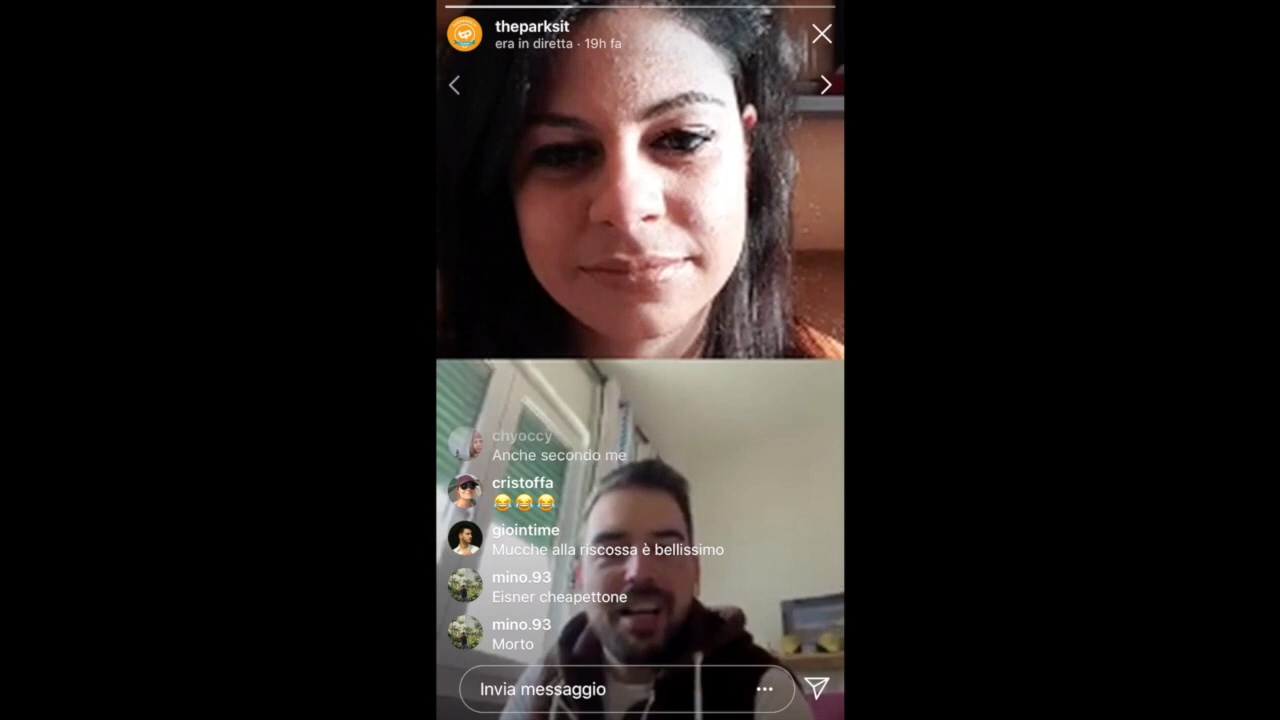 theparksit
era in diretta · 19h fa
chyoccy
Anche secondo me
cristoffa
😂😂😂
giointime
Mucche alla riscossa è bellissimo
mino.93
Eisner cheapettone
mino.93
Morto
Invia messaggio